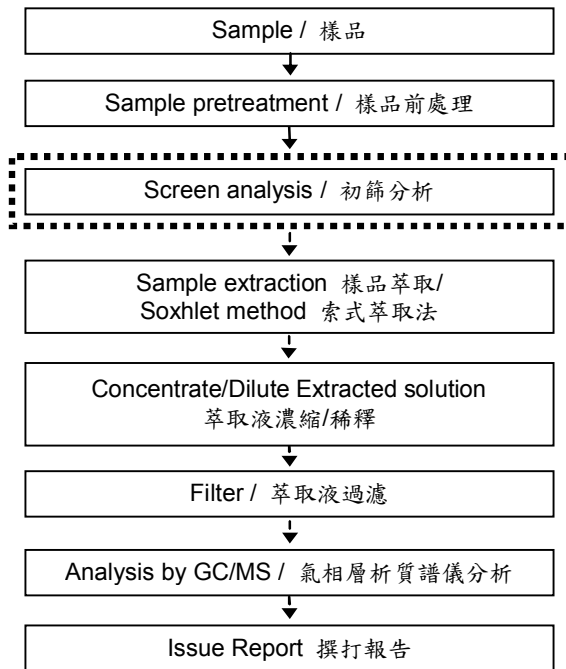 Sample / 樣品
Sample pretreatment / 樣品前處理
Screen analysis / 初篩分析
Sample extraction 樣品萃取/
Soxhlet method 索式萃取法
Concentrate/Dilute Extracted solution
萃取液濃縮/稀釋
Filter / 萃取液過濾
Analysis by GC/MS / 氣相層析質譜儀分析
Issue Report 撰打報告